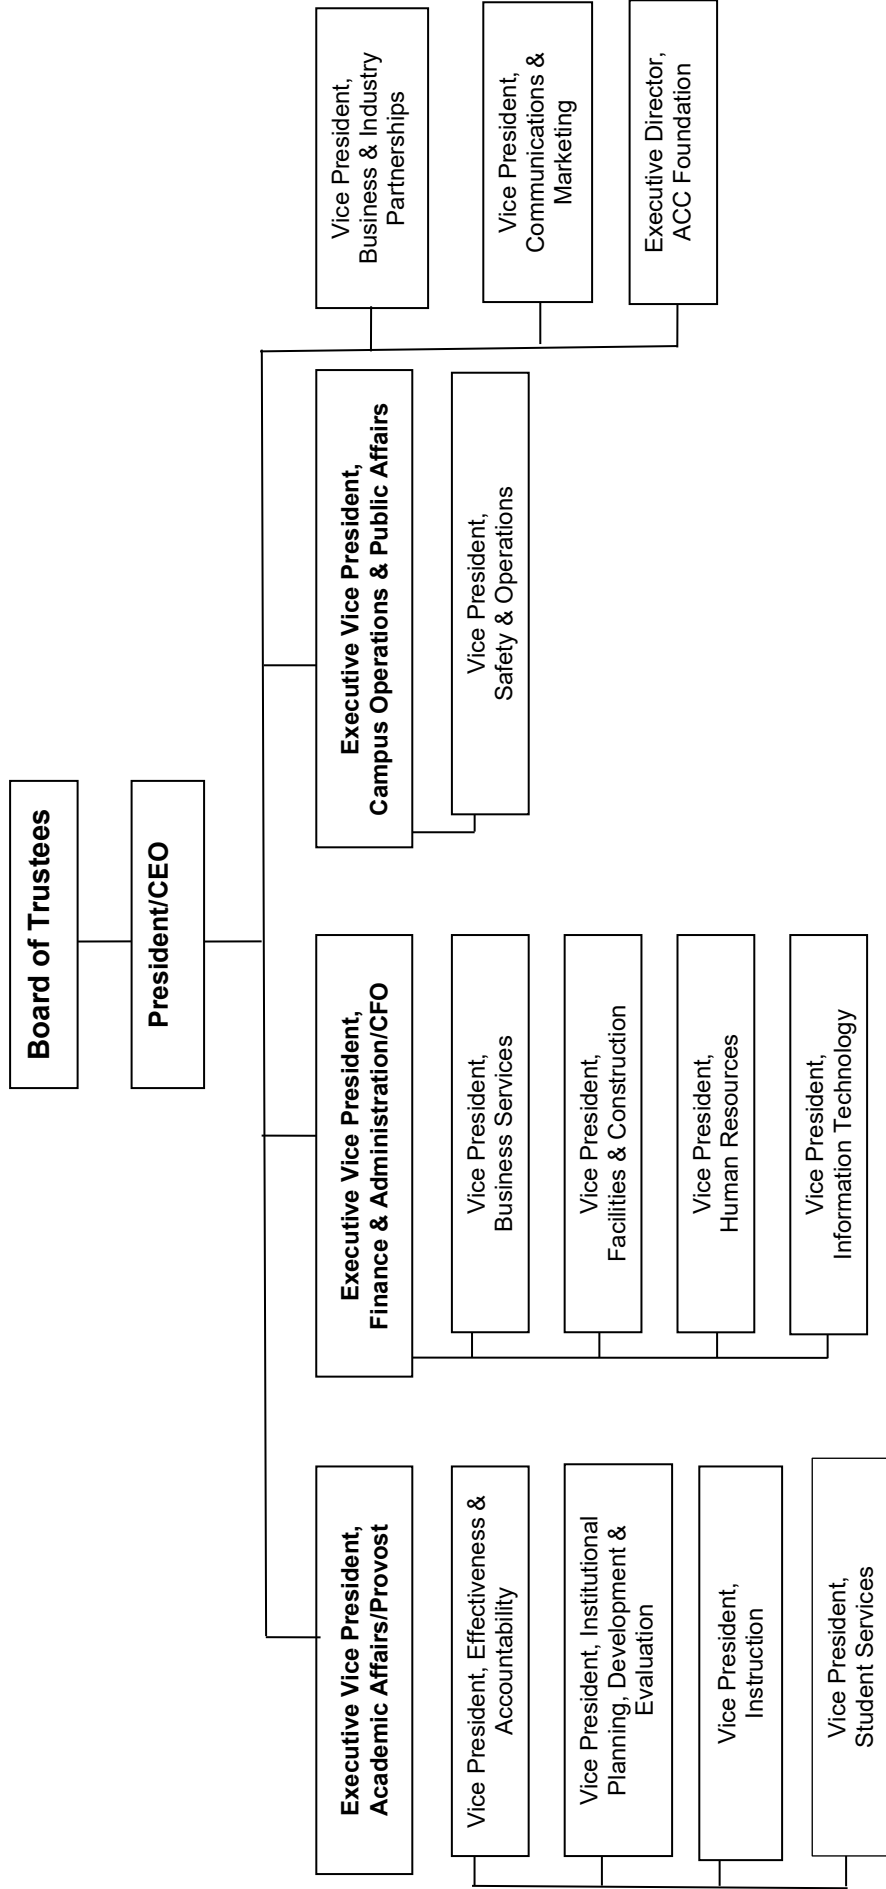 Board of Trustees
President/CEO
Executive Vice President,
Academic Affairs/Provost
Vice President, Effectiveness &
Accountability
Vice President, Institutional
Planning, Development &
Evaluation
Vice President,
Instruction
Vice President,
Student Services
Executive Vice President,
Finance & Administration/CFO
Vice President,
Business Services
Vice President,
Facilities & Construction
Vice President,
Human Resources
Vice President,
Information Technology
Executive Vice President,
Campus Operations & Public Affairs
Vice President,
Safety & Operations
Vice President,
Business & Industry
Partnerships
Vice President,
Communications &
Marketing
Executive Director,
ACC Foundation